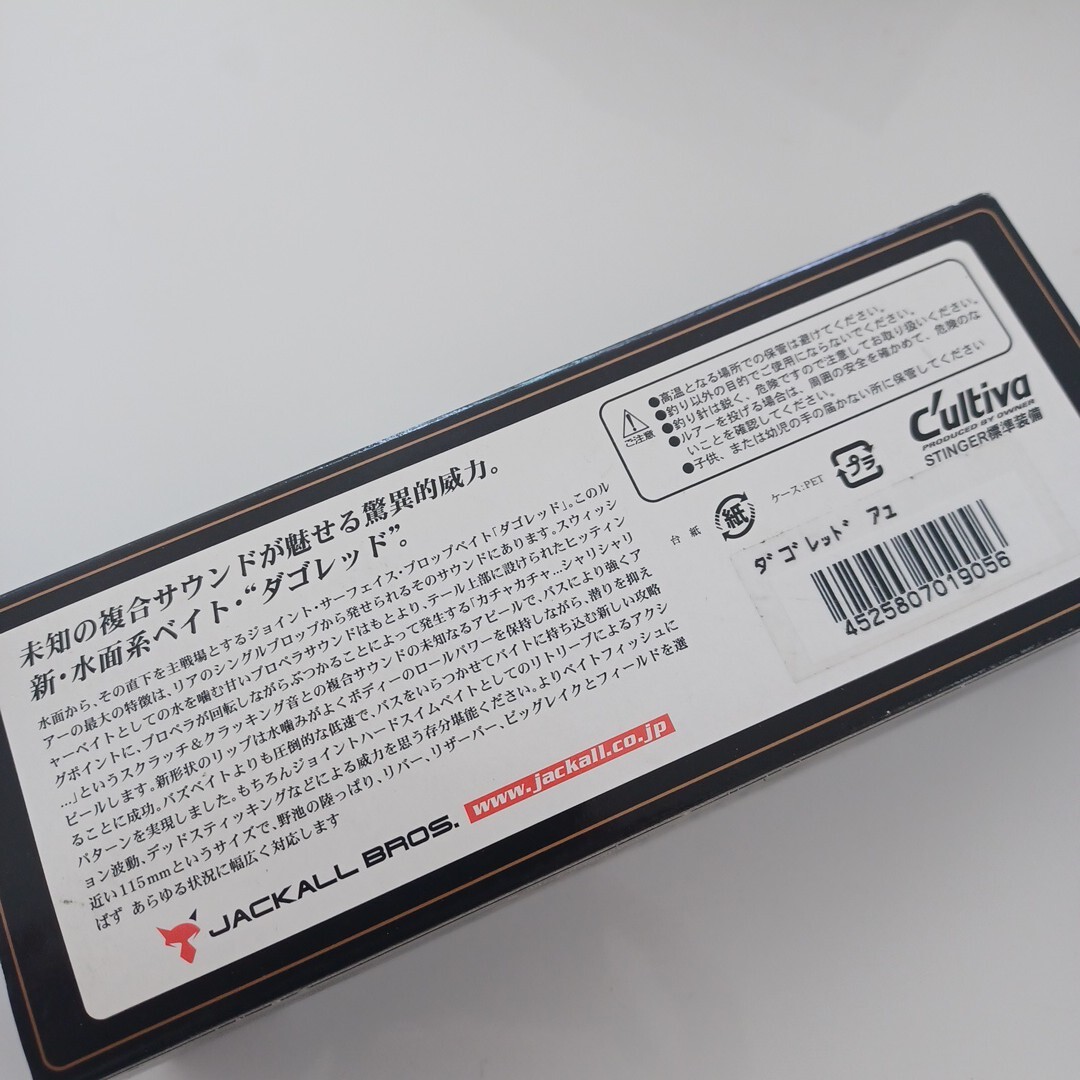 未知の複合サウンドが魅せる驚異的威力。
新・水面系ベイト・“ダゴレッド”。
水面から、その直下を主戦場とするジョイント・サーフェイス・プロップベイト「ダゴレッド」。このル
アーの最大の特徴は、リアのシングルプロップから発せられるそのサウンドにあります。スウィッシ
ャーベイトとしての水を噛む甘いプロペラサウンドはもとより、テール上部に設けられたヒッティン
グポイントに、プロペラが回転しながらぶつかることによって発生する「カチャカチャ…シャリシャリ
…」というスクラッチ&クラッキング音との複合サウンドの未知なるアピールで、バスにより強くア
ピールします。新形状のリップは水噛みがよくボディーのロールパワーを保持しながら、潜りを抑え
ることに成功。バズベイトよりも圧倒的な低速で、バスをいらつかせてバイトに持ち込む新しい攻略
パターンを実現しました。もちろんジョイントハードスイムベイトとしてのリトリーブによるアクシ
ョン波動、デッドスティッキングなどによる威力を思う存分堪能ください。よりベイトフィッシュに
近い115mmというサイズで、野池の陸っぱり、リバー、リザーバー、ビッグレイクとフィールドを選
ばず あらゆる状況に幅広く対応します
JACKALL BROS.
www.jackall.co.jp
ご注意
●高温となる場所での保管は避けてください。
●釣り以外の目的でご使用にならないでください。
●釣り針は鋭く、危険ですので注意してお取り扱いください。
●ルアーを投げる場合は、周囲の安全を確かめて、危険のな
いことを確認してください。
●子供、または幼児の手の届かない所に保管してください
台紙
紙
ケース:PET
プラ
C'ultiva
PRODUCED BY OWNER
STINGER標準装備
ダゴレッド アユ
4525807019056